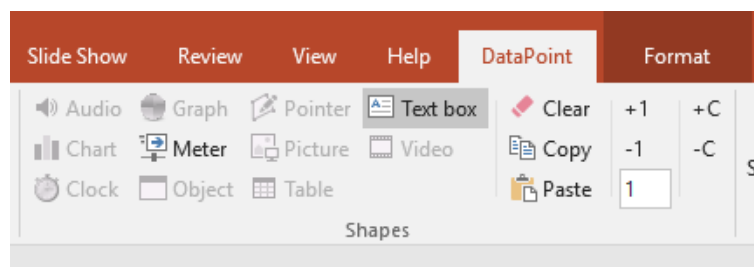 Slide Show Review View Help DataPoint Format
Audio Graph Pointer Text box Clear +1 +C
Chart Meter Picture Video Copy -1 -C
Clock Object Table Paste 1
Shapes